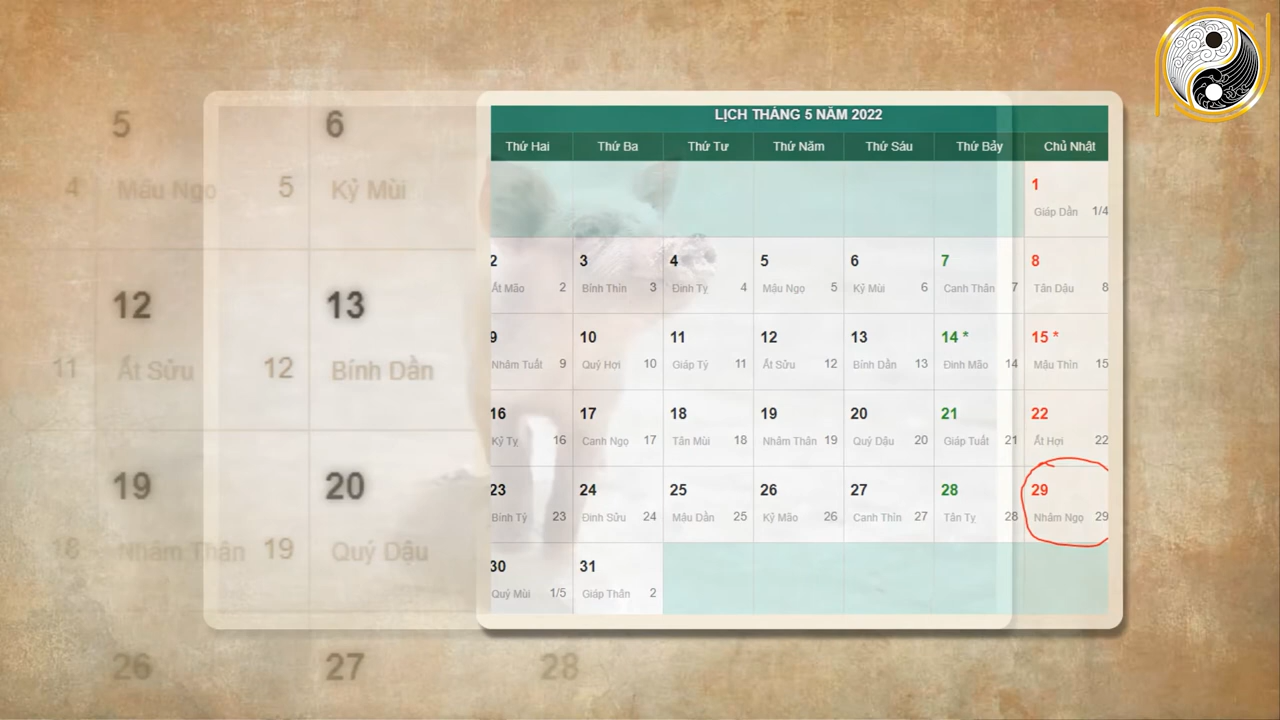 LỊCH THÁNG 5 NĂM 2022
Thứ Hai Thứ Ba Thứ Tư Thứ Năm Thứ Sáu Thứ Bảy Chủ Nhật
1
Giáp Dần 1/4
2 3 4 5 6 7 8
Ất Mão 2 Bính Thìn 3 Đinh Tỵ 4 Mậu Ngọ 5 Kỷ Mùi 6 Canh Thân 7 Tân Dậu 8
9 10 11 12 13 14 * 15 *
Nhâm Tuất 9 Quý Hợi 10 Giáp Tý 11 Ất Sửu 12 Bính Dần 13 Đinh Mão 14 Mậu Thìn 15
16 17 18 19 20 21 22
Kỷ Tỵ 16 Canh Ngọ 17 Tân Mùi 18 Nhâm Thân 19 Quý Dậu 20 Giáp Tuất 21 Ất Hợi 22
23 24 25 26 27 28 29
Bính Tý 23 Đinh Sửu 24 Mậu Dần 25 Kỷ Mão 26 Canh Thìn 27 Tân Tỵ 28 Nhâm Ngọ 29
30 31
Quý Mùi 1/5 Giáp Thân 2
5 6
4 Mậu Ngọ 5 Kỷ Mùi
12 13
11 Ất Sửu 12 Bính Dần
19 20
18 Nhâm Thân 19 Quý Dậu
26 27 28